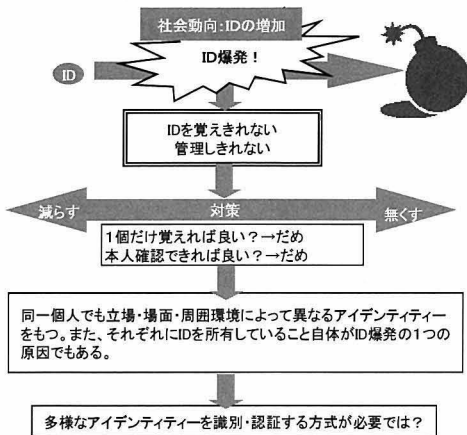 社会動向:IDの増加
ID爆発！
ID
IDを覚えきれない
管理しきれない
減らす
対策
無くす
1個だけ覚えれば良い？→だめ
本人確認できれば良い？→だめ
同一個人でも立場・場面・周囲環境によって異なるアイデンティティー
をもつ。また、それぞれにIDを所有していること自体がID爆発の1つの
原因でもある。
多様なアイデンティティーを識別・認証する方式が必要では？